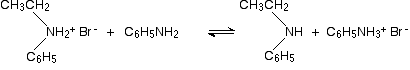 CH3CH2 CH3CH2
NH2+ Br- + C6H5NH2 ⇌ NH + C6H5NH3+ Br-
C6H5 C6H5